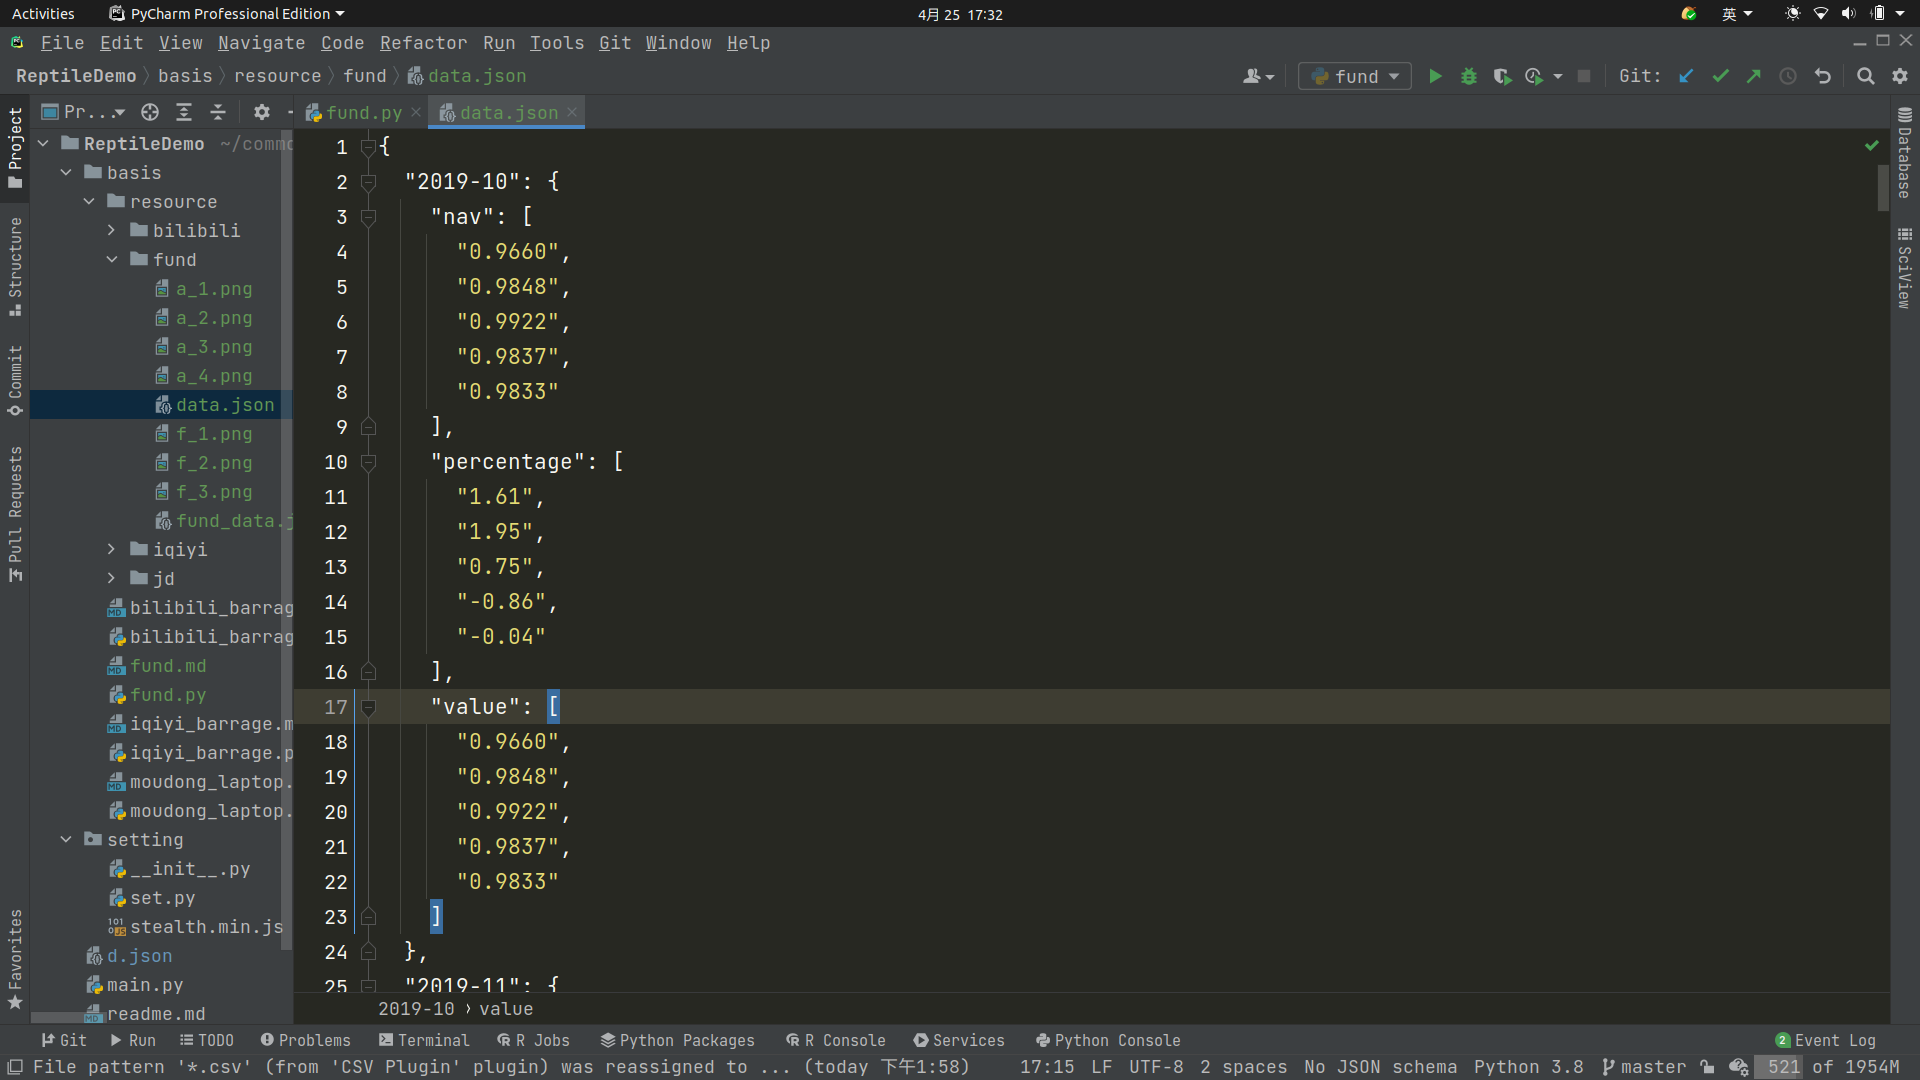 Activities PyCharm Professional Edition 4月 25 17:32 英
File Edit View Navigate Code Refactor Run Tools Git Window Help
ReptileDemo basis resource fund data.json fund Git:
Pr... fund.py data.json
Project
Structure
Commit
Pull Requests
Favorites
ReptileDemo ~/commo
basis
resource
bilibili
fund
a_1.png
a_2.png
a_3.png
a_4.png
data.json
f_1.png
f_2.png
f_3.png
fund_data.j
iqiyi
jd
bilibili_barrag
bilibili_barrag
fund.md
fund.py
iqiyi_barrage.m
iqiyi_barrage.p
moudong_laptop.
moudong_laptop.
setting
__init__.py
set.py
stealth.min.js
d.json
main.py
readme.md
1 {
2 "2019-10": {
3 "nav": [
4 "0.9660",
5 "0.9848",
6 "0.9922",
7 "0.9837",
8 "0.9833"
9 ],
10 "percentage": [
11 "1.61",
12 "1.95",
13 "0.75",
14 "-0.86",
15 "-0.04"
16 ],
17 "value": [
18 "0.9660",
19 "0.9848",
20 "0.9922",
21 "0.9837",
22 "0.9833"
23 ]
24 },
25 "2019-11": {
2019-10 › value
Database
SciView
Git Run TODO Problems Terminal R Jobs Python Packages R Console Services Python Console 2 Event Log
File pattern '*.csv' (from 'CSV Plugin' plugin) was reassigned to ... (today 下午1:58) 17:15 LF UTF-8 2 spaces No JSON schema Python 3.8 master 521 of 1954M